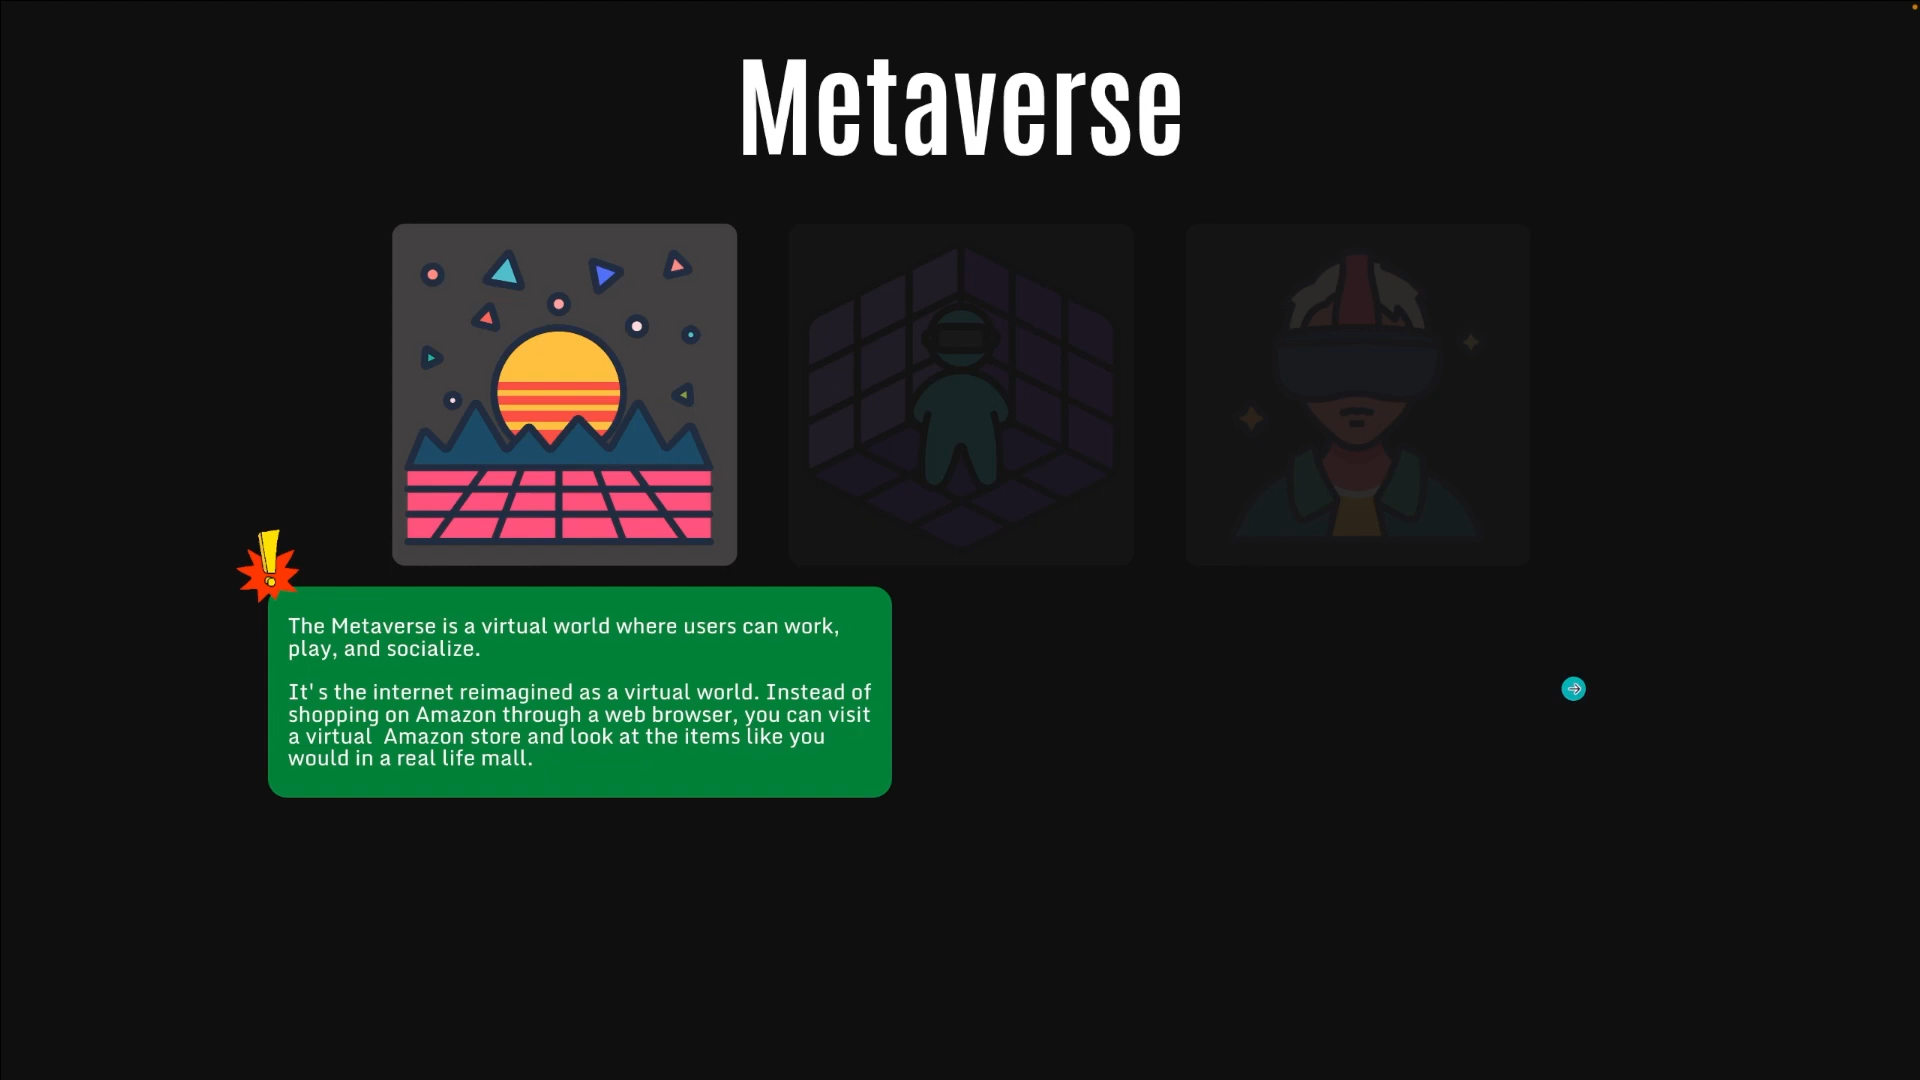 Metaverse
The Metaverse is a virtual world where users can work,
play, and socialize.
It's the internet reimagined as a virtual world. Instead of
shopping on Amazon through a web browser, you can visit
a virtual  Amazon store and look at the items like you
would in a real life mall.